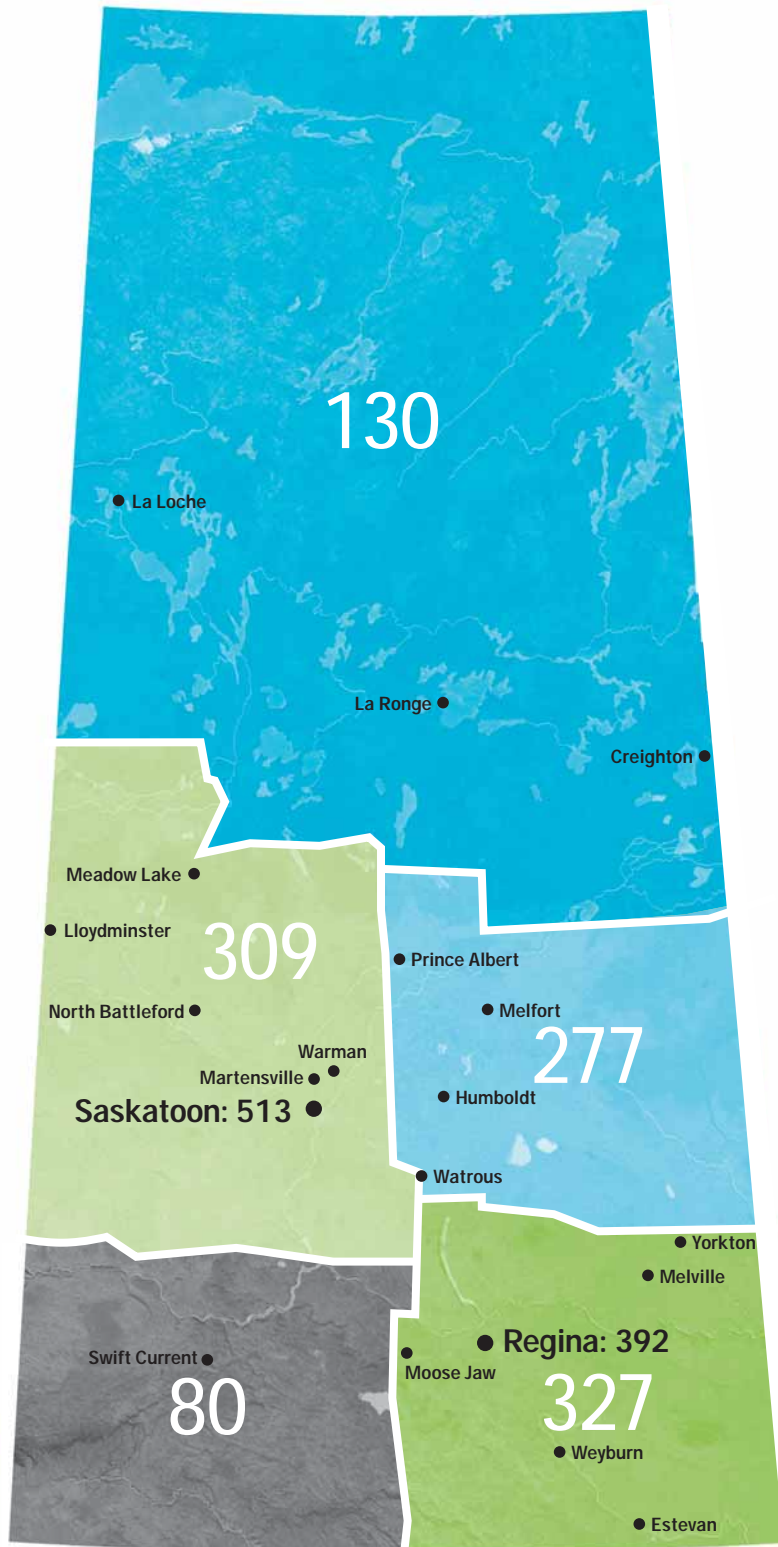 130
La Loche
La Ronge
Creighton
Meadow Lake
Lloydminster
309
Prince Albert
North Battleford
Melfort
277
Warman
Martensville
Humboldt
Saskatoon: 513
Watrous
Yorkton
Melville
Regina: 392
Swift Current
Moose Jaw
80
327
Weyburn
Estevan